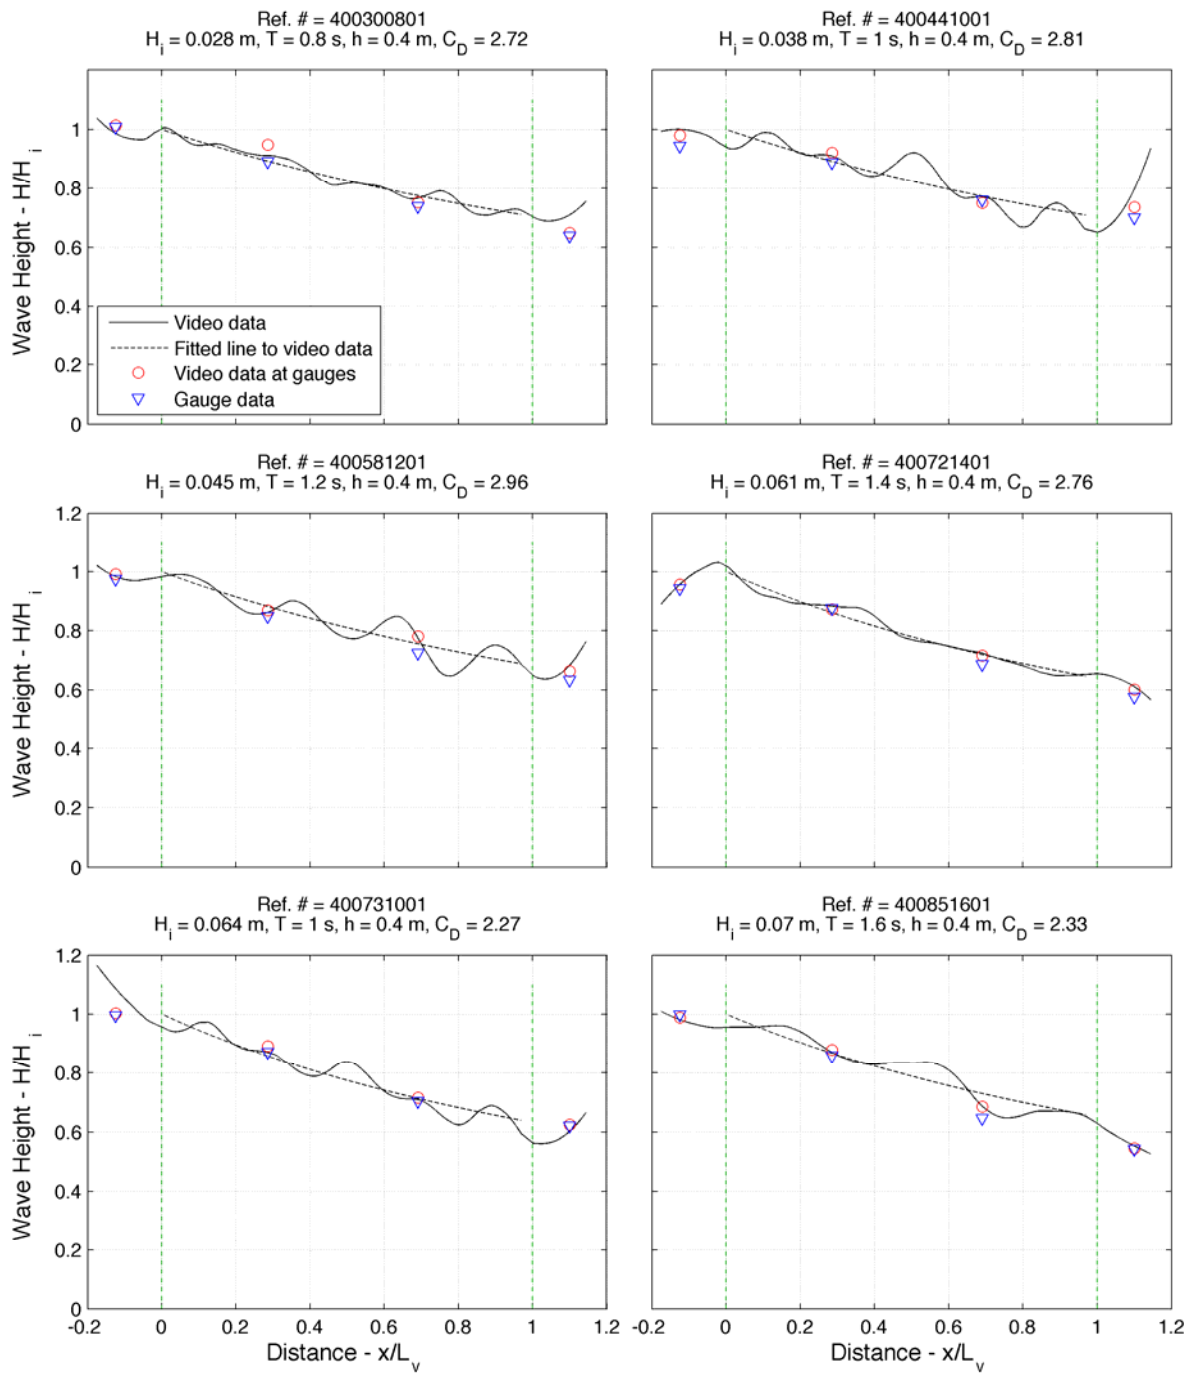 Ref. # = 400300801
H_i = 0.028 m, T = 0.8 s, h = 0.4 m, C_D = 2.72
Ref. # = 400441001
H_i = 0.038 m, T = 1 s, h = 0.4 m, C_D = 2.81
Wave Height - H/H_i
1
0.8
0.6
0.4
0.2
0
Video data
Fitted line to video data
Video data at gauges
Gauge data
Ref. # = 400581201
H_i = 0.045 m, T = 1.2 s, h = 0.4 m, C_D = 2.96
Ref. # = 400721401
H_i = 0.061 m, T = 1.4 s, h = 0.4 m, C_D = 2.76
Wave Height - H/H_i
1.2
1
0.8
0.6
0.4
0.2
0
Ref. # = 400731001
H_i = 0.064 m, T = 1 s, h = 0.4 m, C_D = 2.27
Ref. # = 400851601
H_i = 0.07 m, T = 1.6 s, h = 0.4 m, C_D = 2.33
Wave Height - H/H_i
1.2
1
0.8
0.6
0.4
0.2
0
-0.2 0 0.2 0.4 0.6 0.8 1 1.2
-0.2 0 0.2 0.4 0.6 0.8 1 1.2
Distance - x/L_v
Distance - x/L_v